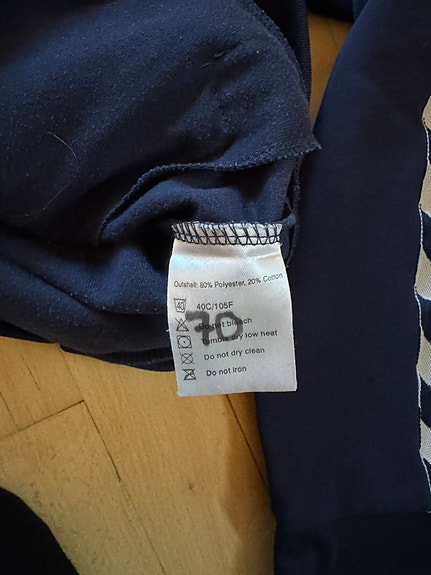 Outshell: 80% Polyester, 20% Cotton
40 40C/105F
70
Do not bleach
Tumble dry low heat
Do not dry clean
Do not Iron